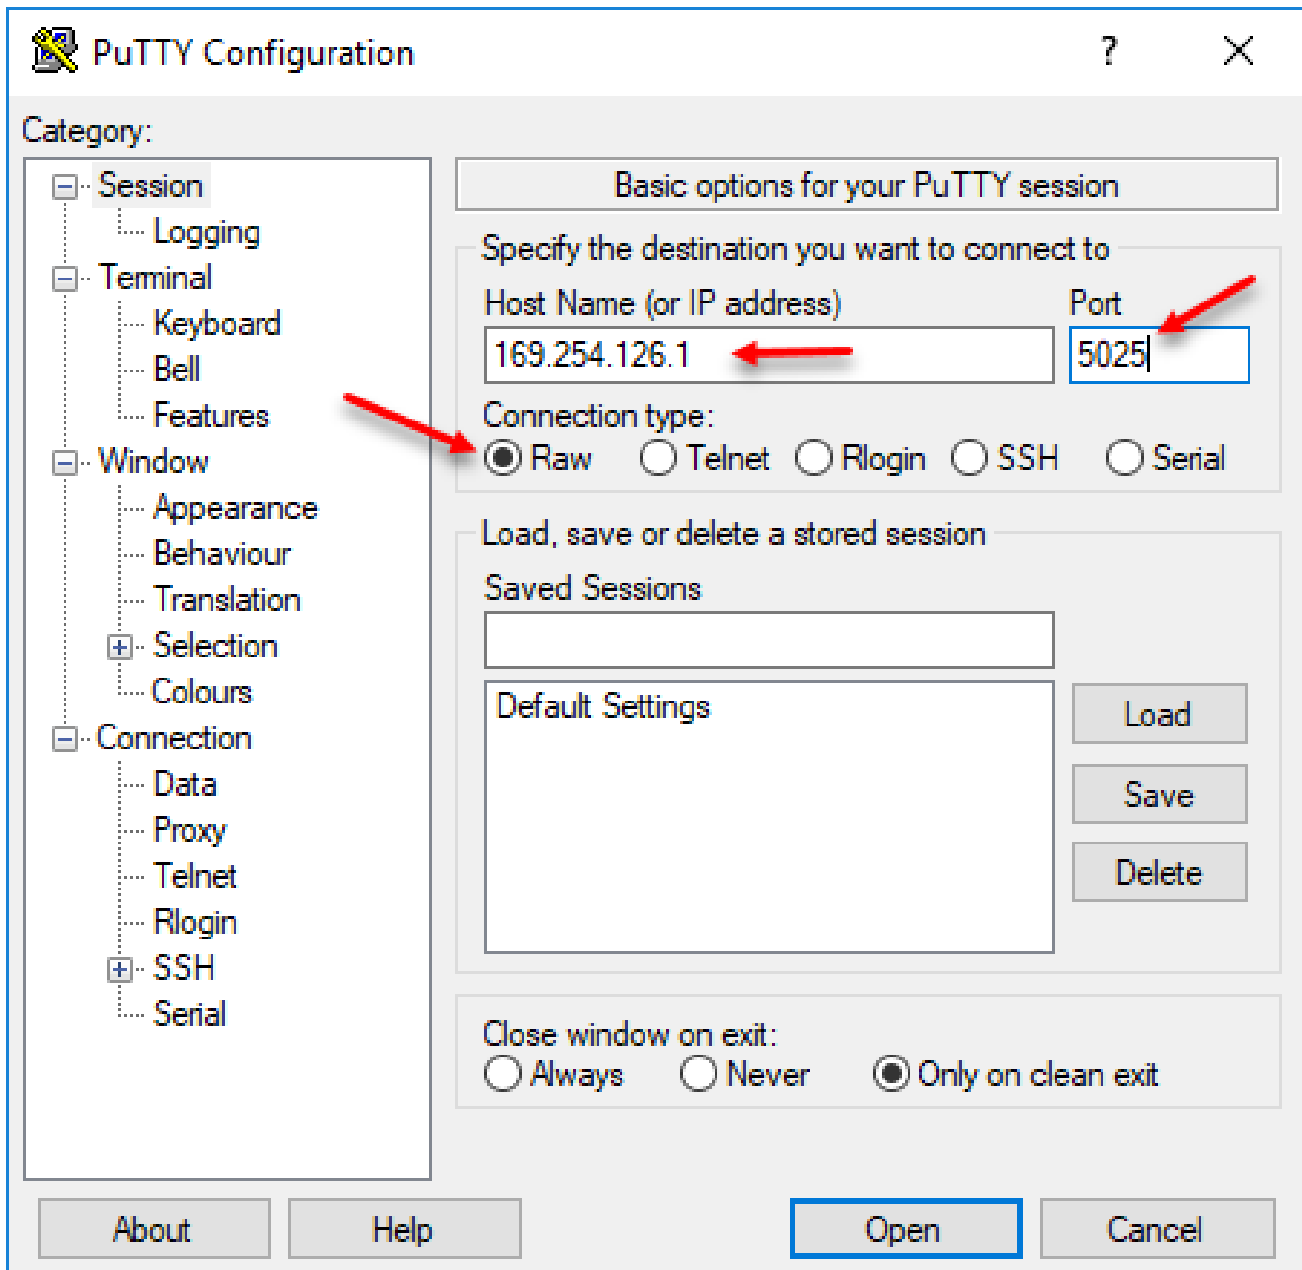 PuTTY Configuration
?
Category:
Session
Logging
Terminal
Keyboard
Bell
Features
Window
Appearance
Behaviour
Translation
Selection
Colours
Connection
Data
Proxy
Telnet
Rlogin
SSH
Serial
Basic options for your PuTTY session
Specify the destination you want to connect to
Host Name (or IP address) Port
169.254.126.1 5025
Connection type:
Raw Telnet Rlogin SSH Serial
Load, save or delete a stored session
Saved Sessions
Default Settings
Load
Save
Delete
Close window on exit:
Always Never Only on clean exit
About Help Open Cancel